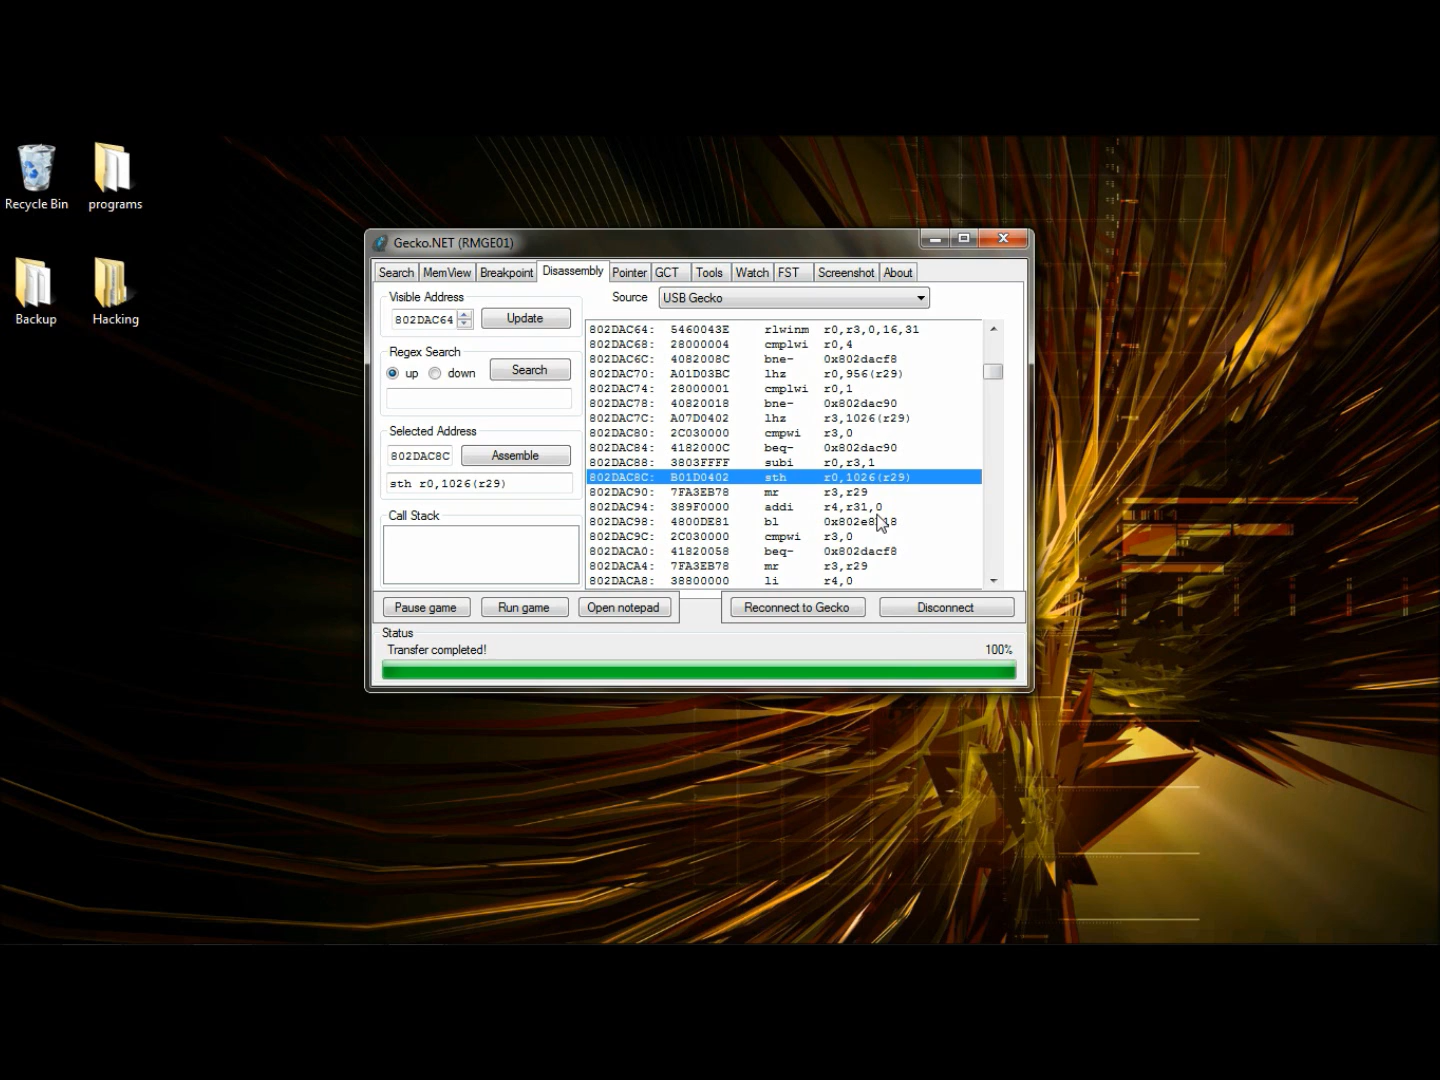 Recycle Bin
programs
Backup
Hacking
Gecko.NET (RMGE01)
Search MemView Breakpoint Disassembly Pointer GCT Tools Watch FST Screenshot About
Visible Address
802DAC64
Update
Source USB Gecko
Regex Search
up down
Search
Selected Address
802DAC8C
Assemble
sth r0,1026(r29)
Call Stack
802DAC64: 5460043E rlwinm r0,r3,0,16,31
802DAC68: 28000004 cmplwi r0,4
802DAC6C: 4082008C bne- 0x802dacf8
802DAC70: A01D03BC lhz r0,956(r29)
802DAC74: 28000001 cmplwi r0,1
802DAC78: 40820018 bne- 0x802dac90
802DAC7C: A07D0402 lhz r3,1026(r29)
802DAC80: 2C030000 cmpwi r3,0
802DAC84: 4182000C beq- 0x802dac90
802DAC88: 3803FFFF subi r0,r3,1
802DAC8C: B01D0402 sth r0,1026(r29)
802DAC90: 7FA3EB78 mr r3,r29
802DAC94: 389F0000 addi r4,r31,0
802DAC98: 4800DE81 bl
802DAC9C: 2C030000 cmpwi r3,0
802DACA0: 41820058 beq- 0x802dacf8
802DACA4: 7FA3EB78 mr r3,r29
802DACA8: 38800000 li r4,0
Pause game Run game Open notepad Reconnect to Gecko Disconnect
Status
Transfer completed! 100%